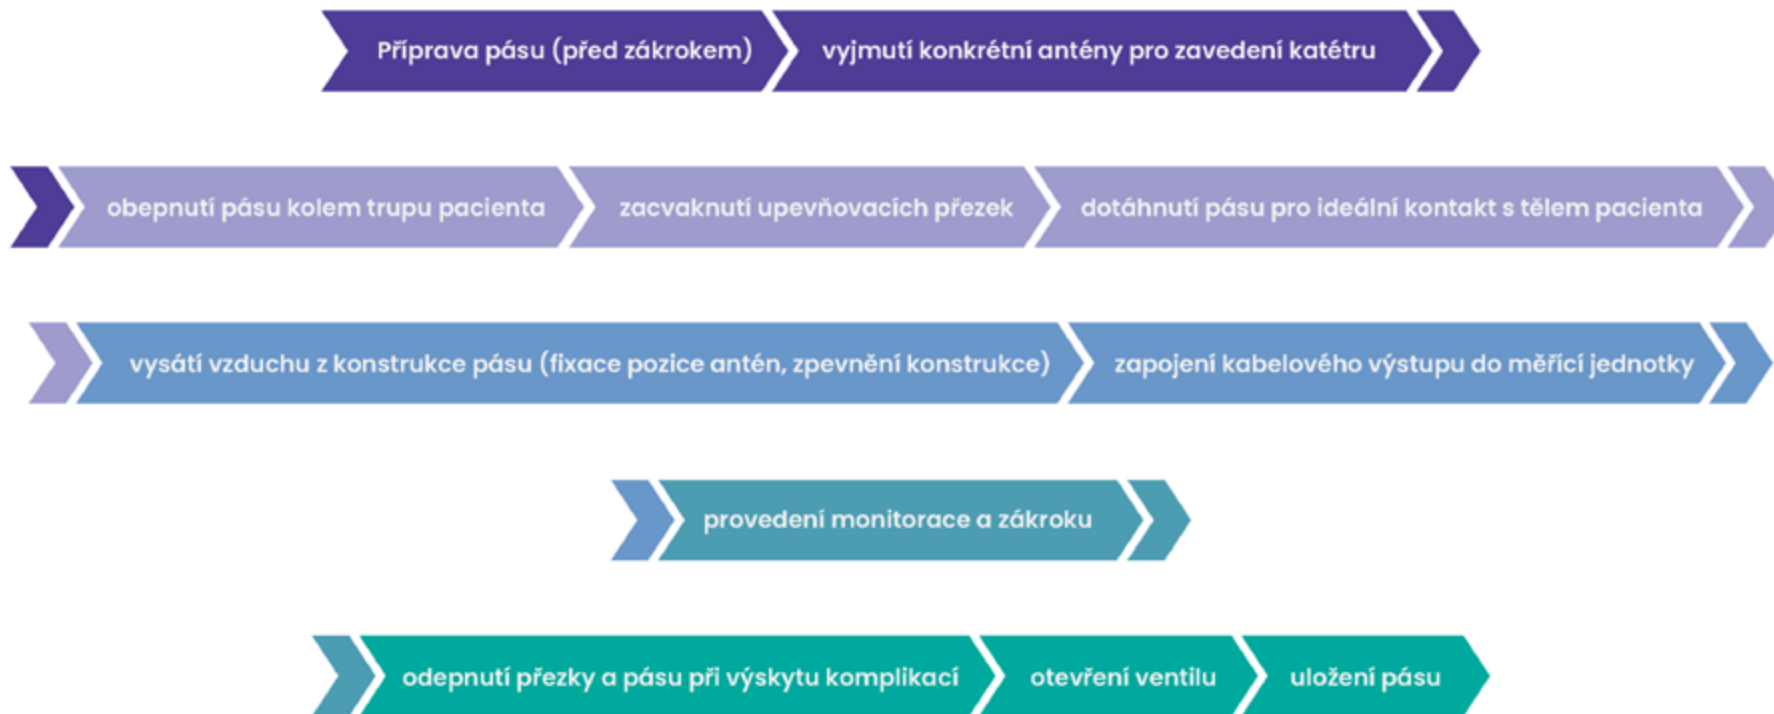 Příprava pásu (před zákrokem)
vyjmutí konkrétní antény pro zavedení katétru
obepnutí pásu kolem trupu pacienta
zacvaknutí upevňovacích přezek
dotáhnutí pásu pro ideální kontakt s tělem pacienta
vysátí vzduchu z konstrukce pásu (fixace pozice antén, zpevnění konstrukce)
zapojení kabelového výstupu do měřící jednotky
provedení monitorace a zákroku
odepnutí přezky a pásu při výskytu komplikací
otevření ventilu
uložení pásu